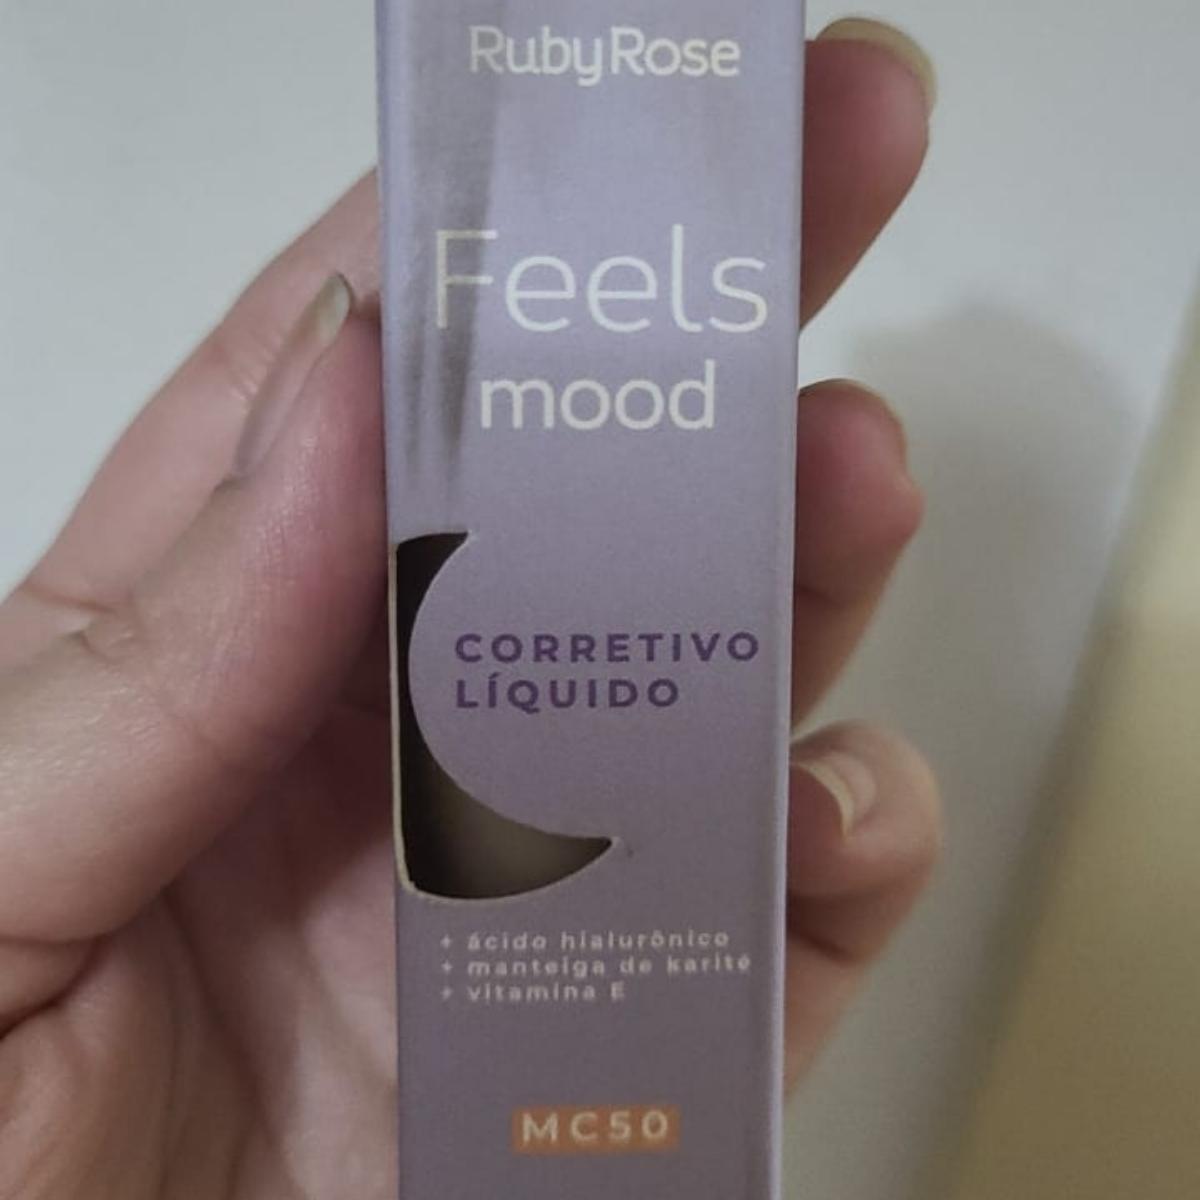 RubyRose
Feels
mood
CORRETIVO
LÍQUIDO
+ ácido hialurônico
+ manteiga de karité
+ vitamina E
MC50